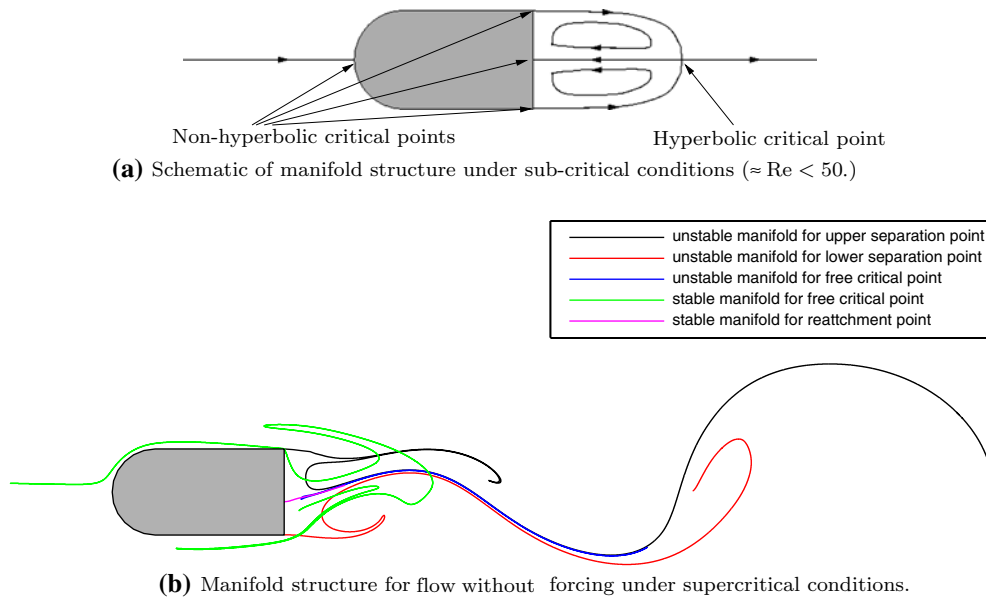 Non-hyperbolic critical points
Hyperbolic critical point
(a) Schematic of manifold structure under sub-critical conditions (≈ Re < 50.)
unstable manifold for upper separation point
unstable manifold for lower separation point
unstable manifold for free critical point
stable manifold for free critical point
stable manifold for reattchment point
(b) Manifold structure for flow without forcing under supercritical conditions.